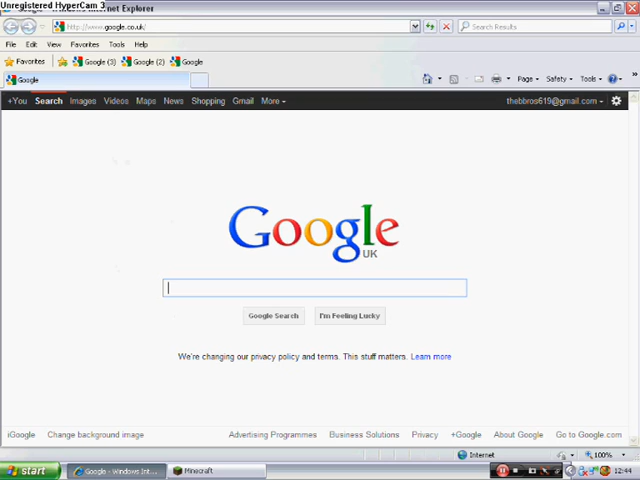 Unregistered HyperCam 3
Internet Explorer
http://www.google.co.uk/
Search Results
File Edit View Favorites Tools Help
Favorites Google (3) Google (2) Google
Google
Page Safety Tools
+You Search Images Videos Maps News Shopping Gmail More
thebbros619@gmail.com
Google
UK
Google Search I'm Feeling Lucky
We're changing our privacy policy and terms. This stuff matters. Learn more
iGoogle Change background image Advertising Programmes Business Solutions Privacy +Google About Google Go to Google.com
Internet 100%
start Google - Windows Int... Minecraft 12:44